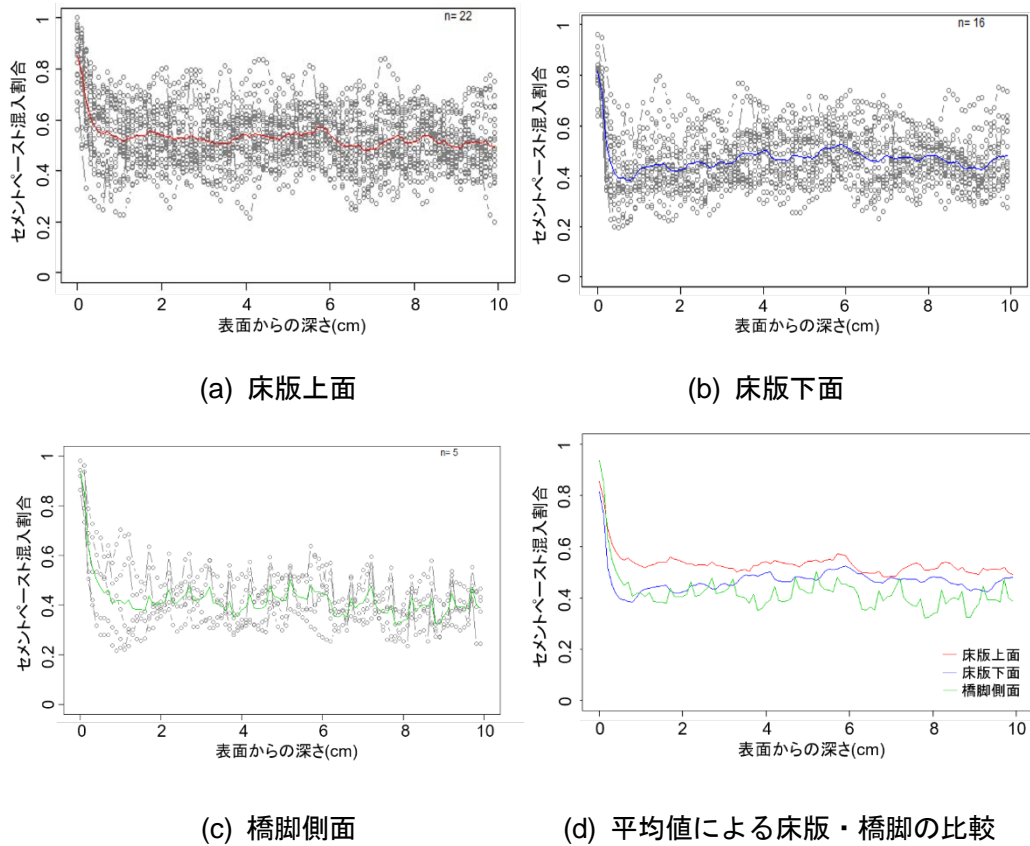 n= 22
セメントペースト混入割合
1
0.8
0.6
0.4
0.2
0
0 2 4 6 8 10
表面からの深さ(cm)
(a) 床版上面
n= 16
セメントペースト混入割合
1
0.8
0.6
0.4
0.2
0
0 2 4 6 8 10
表面からの深さ(cm)
(b) 床版下面
n= 5
セメントペースト混入割合
1
0.8
0.6
0.4
0.2
0
0 2 4 6 8 10
表面からの深さ(cm)
(c) 橋脚側面
セメントペースト混入割合
1
0.8
0.6
0.4
0.2
0
床版上面
床版下面
橋脚側面
0 2 4 6 8 10
表面からの深さ(cm)
(d) 平均値による床版・橋脚の比較